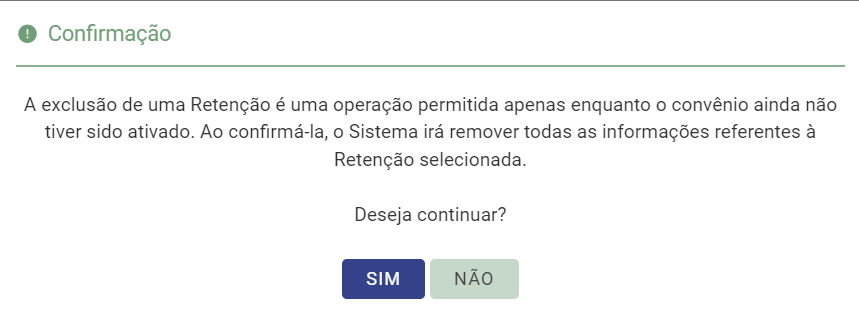 Confirmação
A exclusão de uma Retenção é uma operação permitida apenas enquanto o convênio ainda não
tiver sido ativado. Ao confirmá-la, o Sistema irá remover todas as informações referentes à
Retenção selecionada.
Deseja continuar?
SIM NÃO